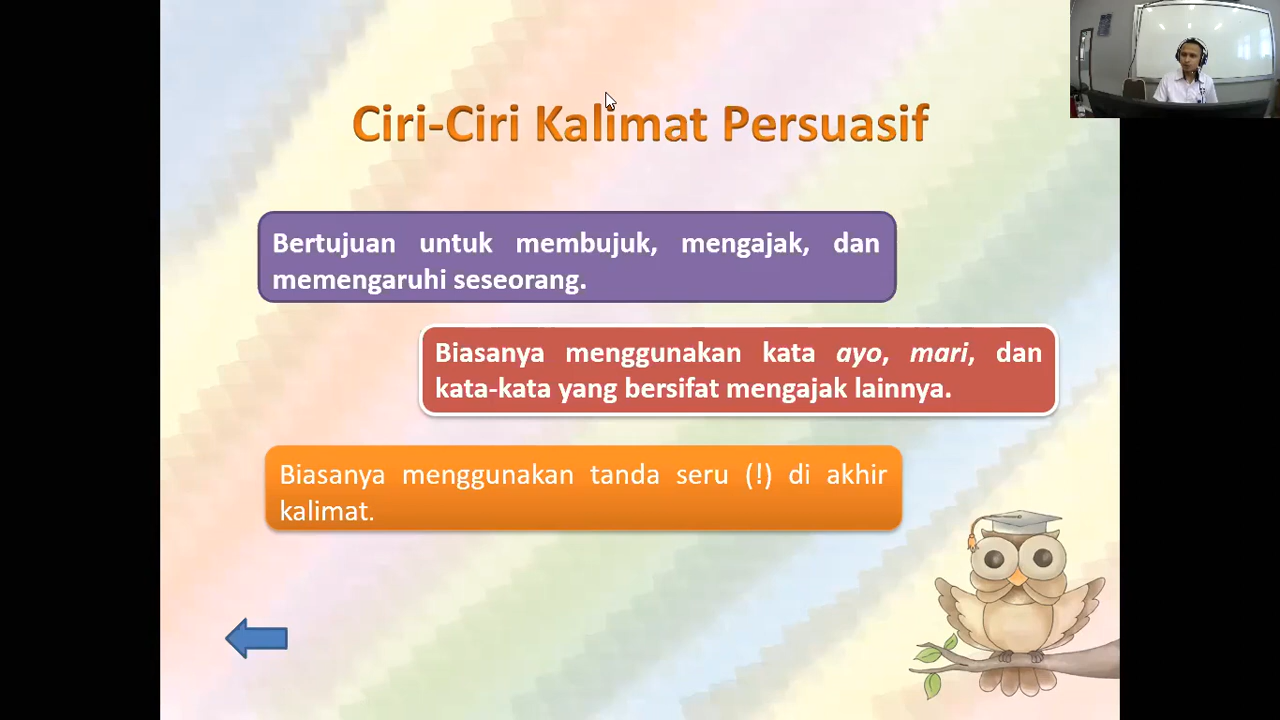 Ciri-Ciri Kalimat Persuasif
Bertujuan untuk membujuk, mengajak, dan
memengaruhi seseorang.
Biasanya menggunakan kata ayo, mari, dan
kata-kata yang bersifat mengajak lainnya.
Biasanya menggunakan tanda seru (!) di akhir
kalimat.